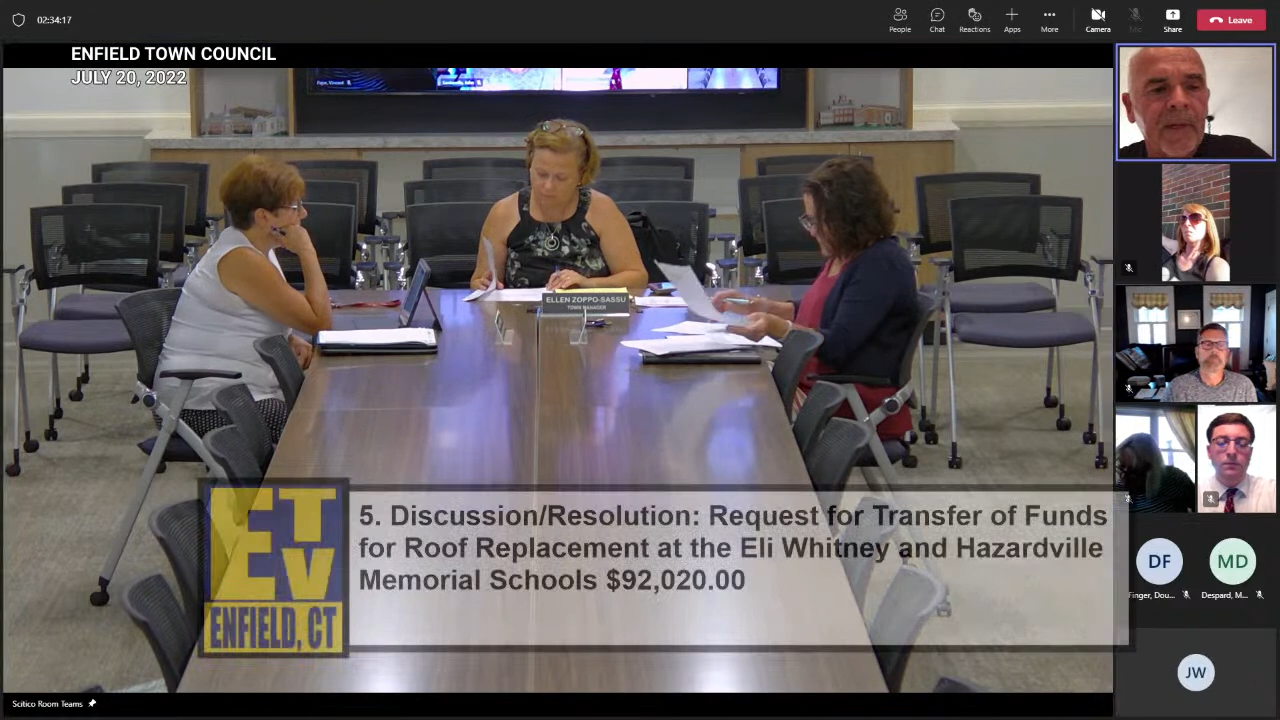 02:34:17
People
Chat
Reactions
Apps
More
Camera
Mic
Share
Leave
ENFIELD TOWN COUNCIL
JULY 20, 2022
ELLEN ZOPPO-SASSU
TOWN MANAGER
ETV
ENFIELD, CT
5. Discussion/Resolution: Request for Transfer of Funds
for Roof Replacement at the Eli Whitney and Hazardville
Memorial Schools $92,020.00
DF
MD
Finger, Dou...
Despard, M...
JW
Scitico Room Teams